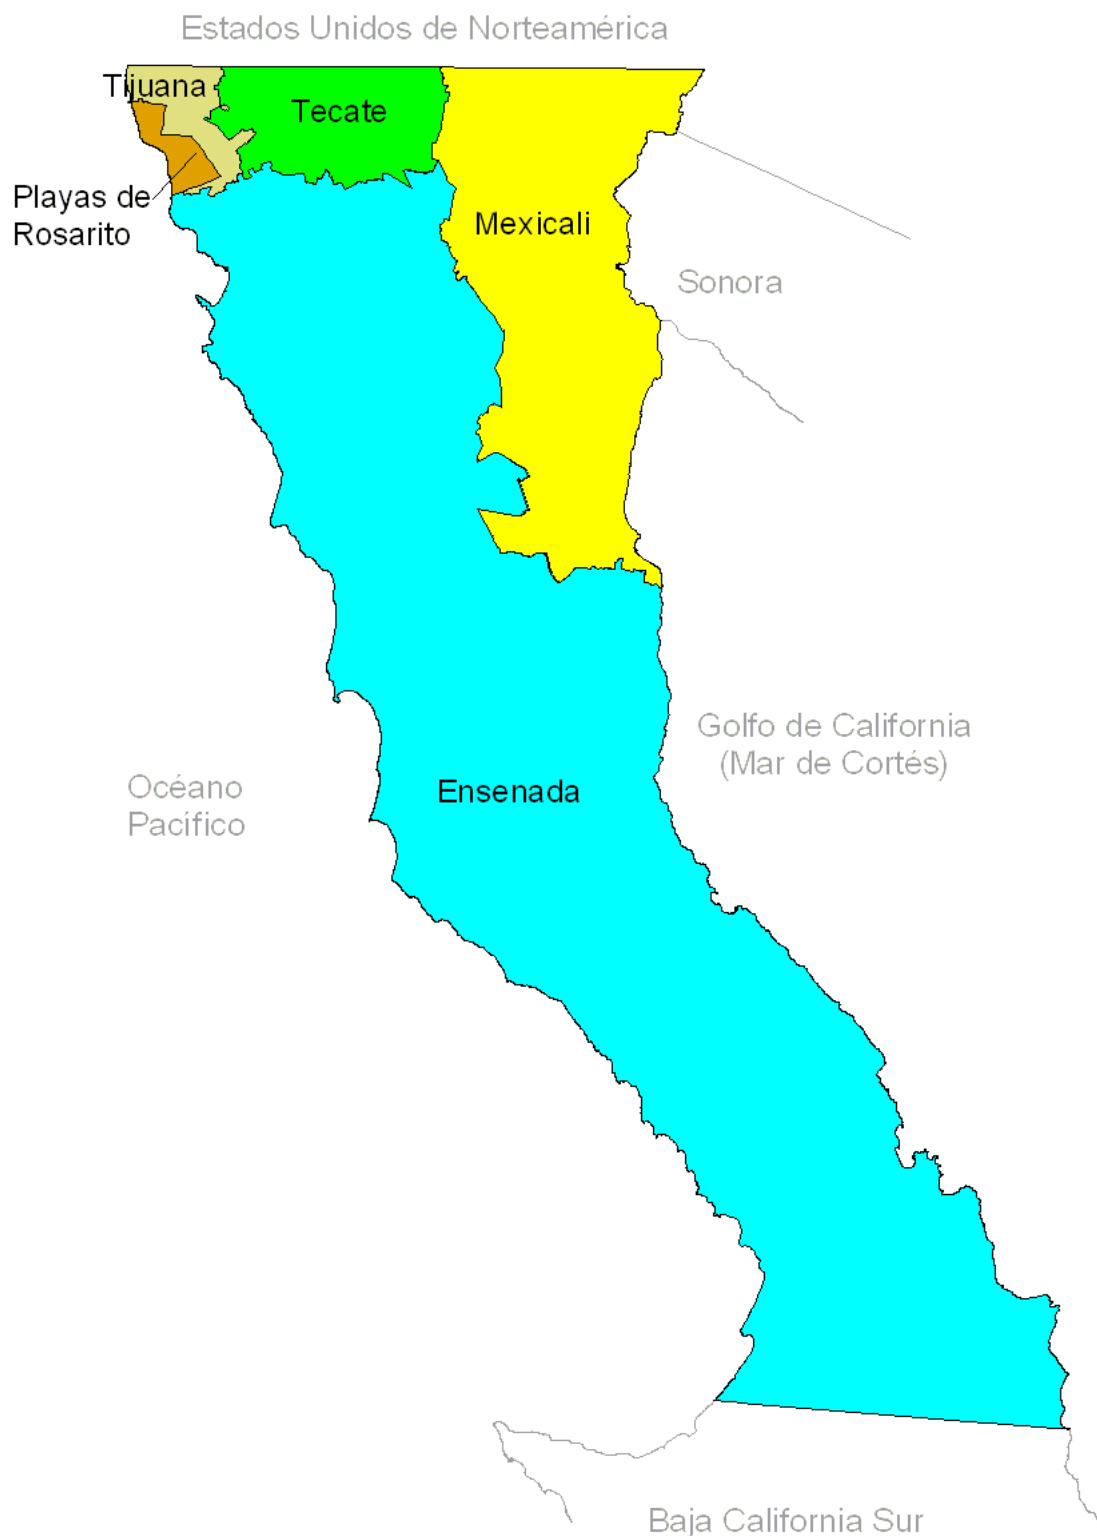 Estados Unidos de Norteamérica
Tijuana
Tecate
Playas de
Rosarito
Mexicali
Sonora
Golfo de California
(Mar de Cortés)
Océano
Pacífico
Ensenada
Baja California Sur